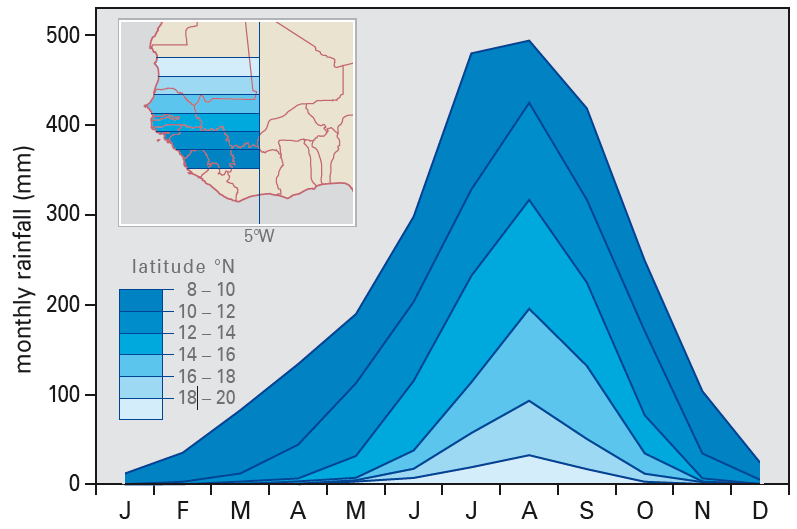 500
400
300
200
100
0
monthly rainfall (mm)
5°W
latitude °N
8 – 10
10 – 12
12 – 14
14 – 16
16 – 18
18 – 20
J F M A M J J A S O N D